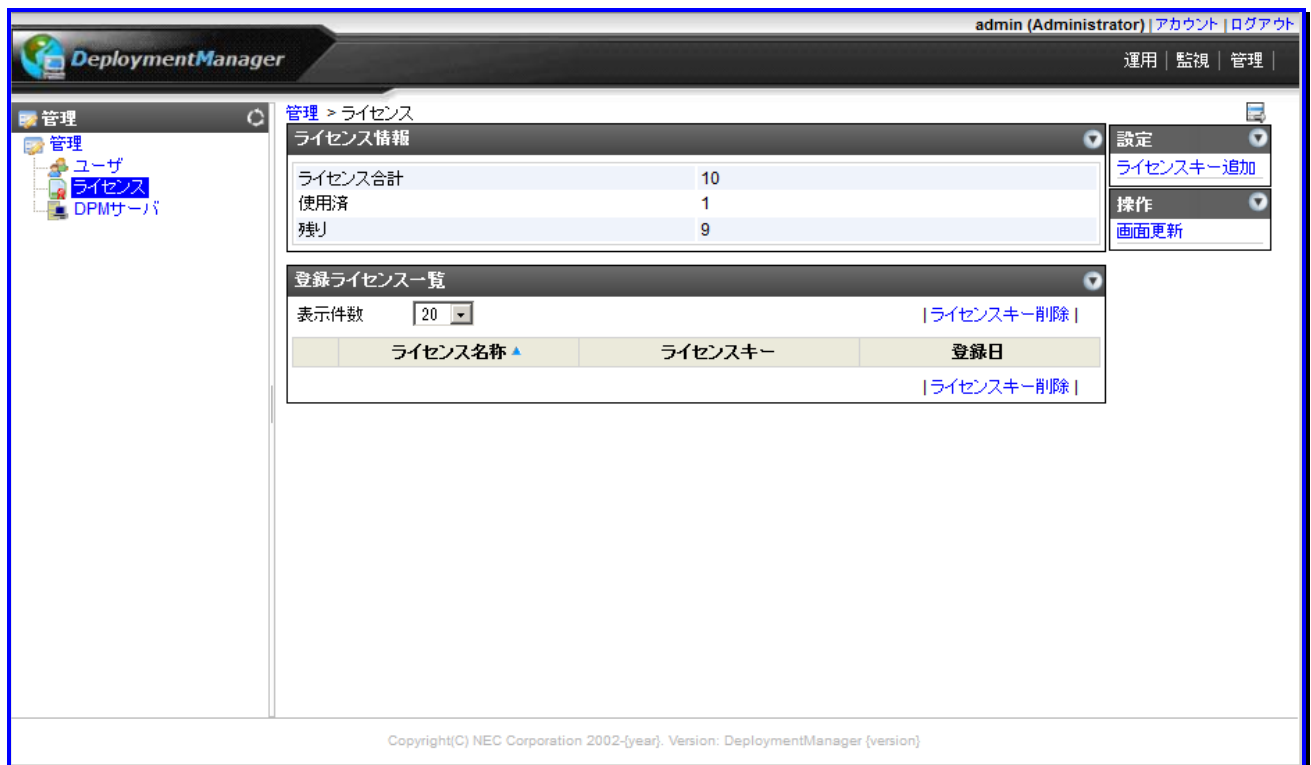 admin (Administrator) | アカウント | ログアウト
DeploymentManager
運用 | 監視 | 管理 |
管理
管理
ユーザ
ライセンス
DPMサーバ
管理 > ライセンス
ライセンス情報
ライセンス合計 10
使用済 1
残り 9
登録ライセンス一覧
表示件数 20 | ライセンスキー削除 |
ライセンス名称▲ ライセンスキー 登録日
| ライセンスキー削除 |
設定
ライセンスキー追加
操作
画面更新
Copyright(C) NEC Corporation 2002-{year}. Version: DeploymentManager {version}